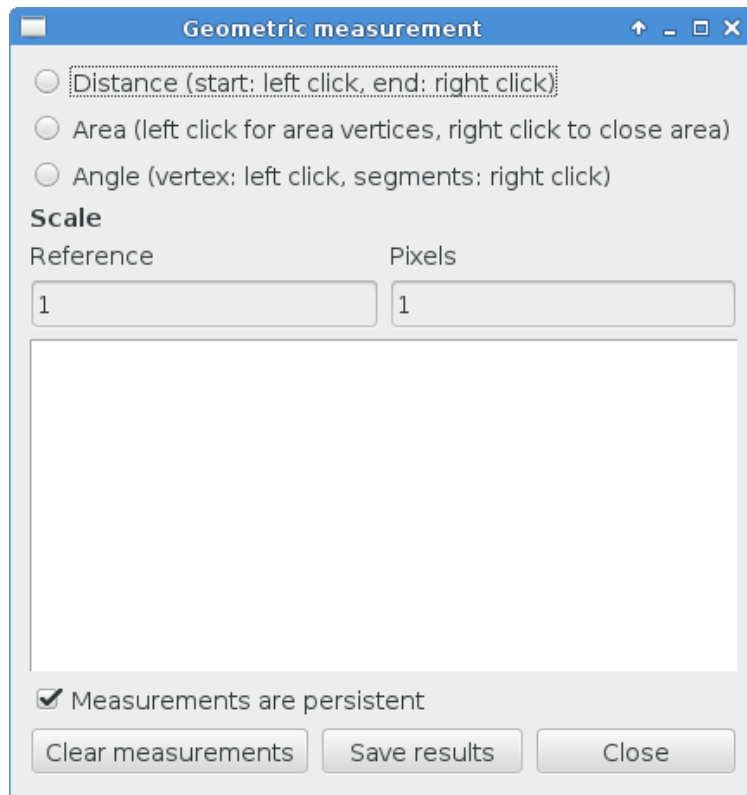 Geometric measurement
Distance (start: left click, end: right click)
Area (left click for area vertices, right click to close area)
Angle (vertex: left click, segments: right click)
Scale
Reference Pixels
1 1
Measurements are persistent
Clear measurements Save results Close